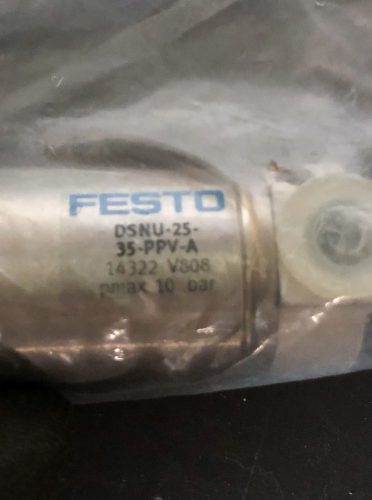 FESTO
DSNU-25-
35-PPV-A
14322 V808
pmax 10 bar